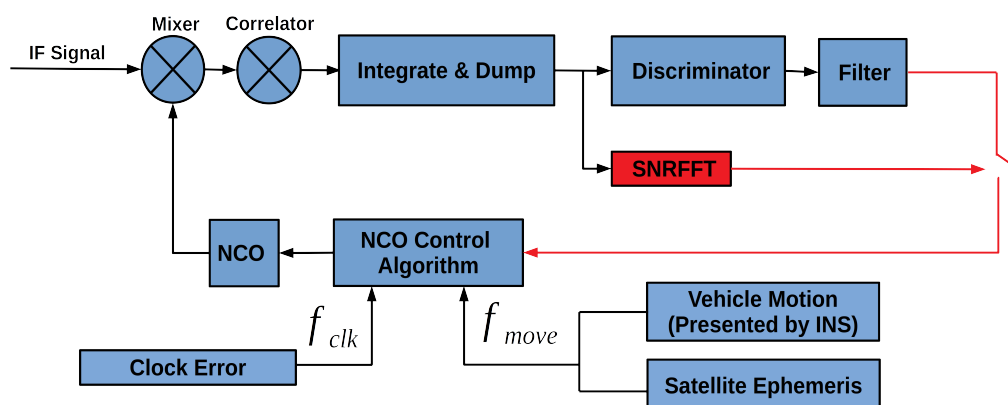 Mixer
Correlator
IF Signal
Integrate & Dump
Discriminator
Filter
SNRFFT
NCO
NCO Control
Algorithm
f clk
f move
Vehicle Motion
(Presented by INS)
Clock Error
Satellite Ephemeris